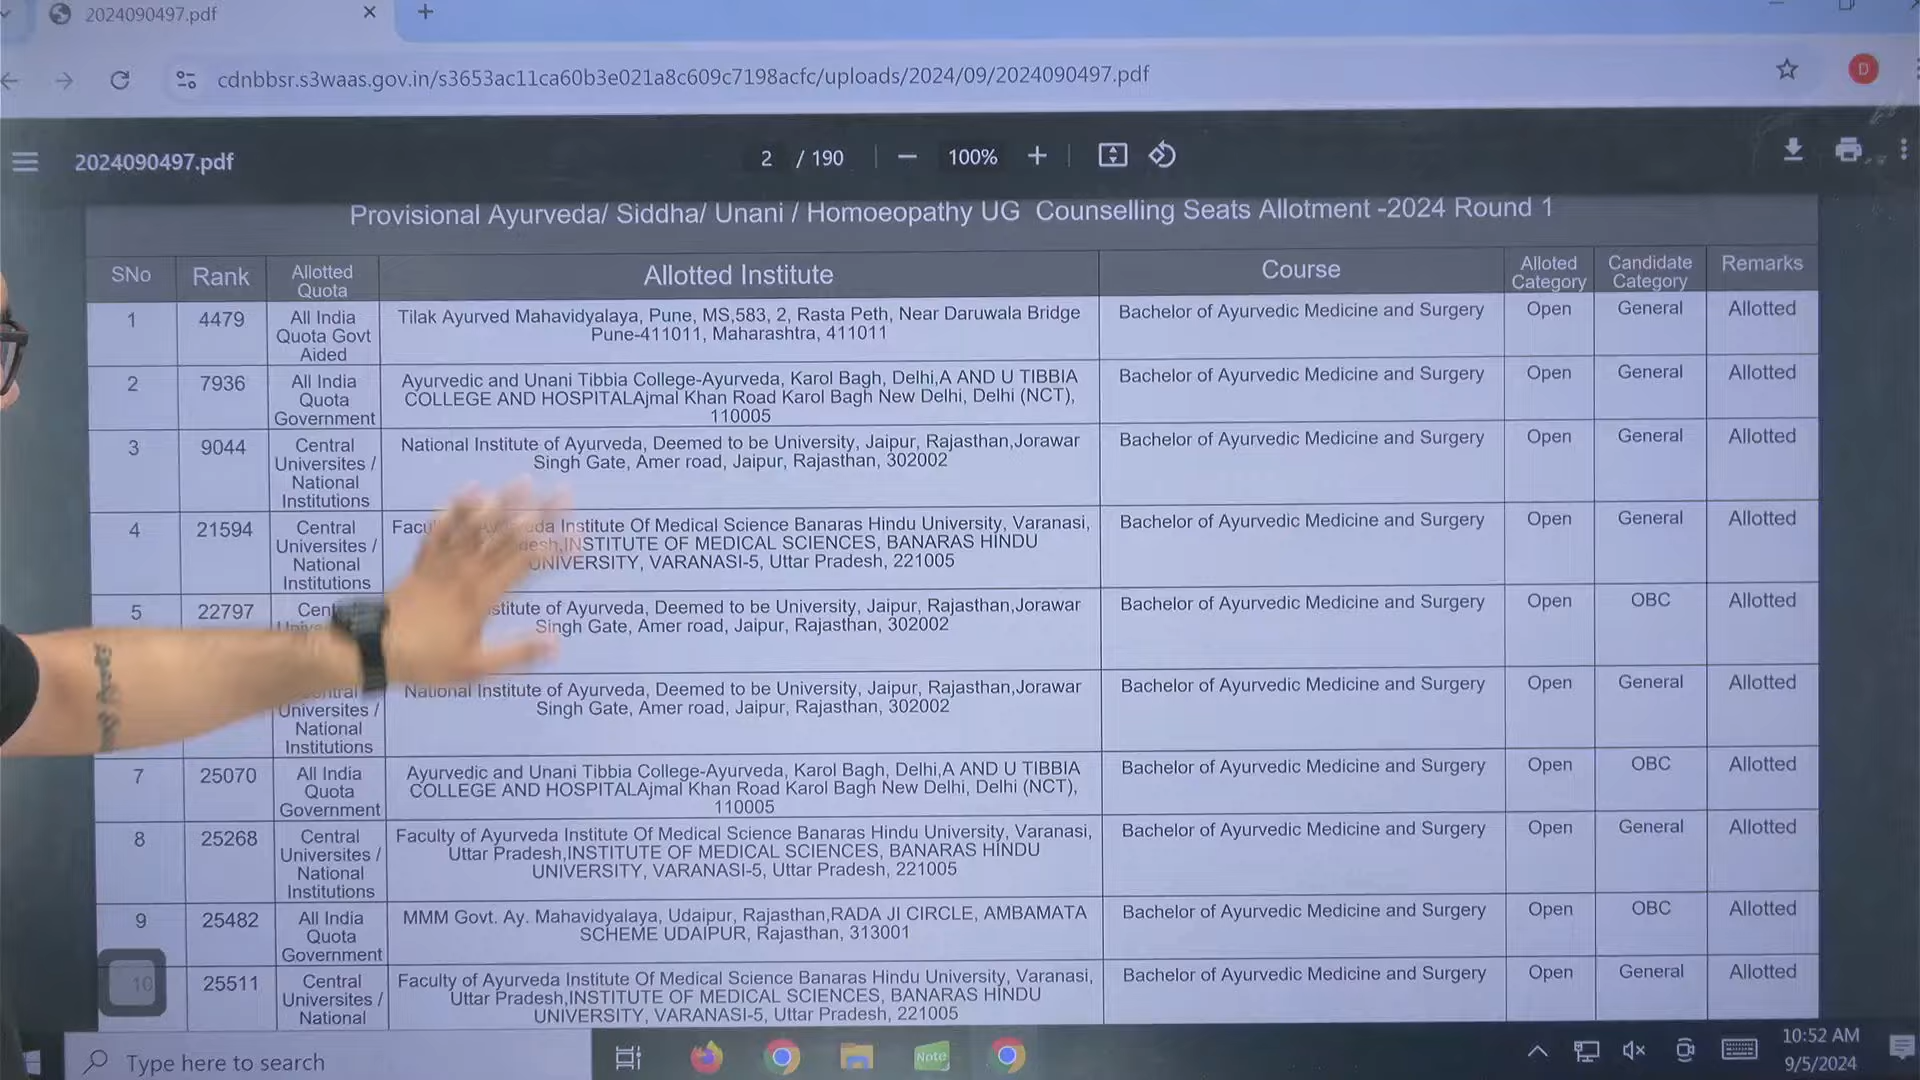 2024090497.pdf
cdnbbsr.s3waas.gov.in/s3653ac11ca60b3e021a8c609c7198acfc/uploads/2024/09/2024090497.pdf
D
2024090497.pdf
2 / 190
100%
Provisional Ayurveda/ Siddha/ Unani / Homoeopathy UG Counselling Seats Allotment -2024 Round 1
SNo Rank Allotted Quota Allotted Institute Course Alloted Category Candidate Category Remarks
1 4479 All India Quota Govt Aided Tilak Ayurved Mahavidyalaya, Pune, MS,583, 2, Rasta Peth, Near Daruwala Bridge Pune-411011, Maharashtra, 411011 Bachelor of Ayurvedic Medicine and Surgery Open General Allotted
2 7936 All India Quota Government Ayurvedic and Unani Tibbia College-Ayurveda, Karol Bagh, Delhi,A AND U TIBBIA COLLEGE AND HOSPITALAjmal Khan Road Karol Bagh New Delhi, Delhi (NCT), 110005 Bachelor of Ayurvedic Medicine and Surgery Open General Allotted
3 9044 Central Universites / National Institutions National Institute of Ayurveda, Deemed to be University, Jaipur, Rajasthan,Jorawar Singh Gate, Amer road, Jaipur, Rajasthan, 302002 Bachelor of Ayurvedic Medicine and Surgery Open General Allotted
4 21594 Central Universites / National Institutions Institute Of Medical Science Banaras Hindu University, Varanasi, INSTITUTE OF MEDICAL SCIENCES, BANARAS HINDU UNIVERSITY, VARANASI-5, Uttar Pradesh, 221005 Bachelor of Ayurvedic Medicine and Surgery Open General Allotted
5 22797 of Ayurveda, Deemed to be University, Jaipur, Rajasthan,Jorawar Singh Gate, Amer road, Jaipur, Rajasthan, 302002 Bachelor of Ayurvedic Medicine and Surgery Open OBC Allotted
Universites / National Institutions National Institute of Ayurveda, Deemed to be University, Jaipur, Rajasthan,Jorawar Singh Gate, Amer road, Jaipur, Rajasthan, 302002 Bachelor of Ayurvedic Medicine and Surgery Open General Allotted
7 25070 All India Quota Government Ayurvedic and Unani Tibbia College-Ayurveda, Karol Bagh, Delhi,A AND U TIBBIA COLLEGE AND HOSPITALAjmal Khan Road Karol Bagh New Delhi, Delhi (NCT), 110005 Bachelor of Ayurvedic Medicine and Surgery Open OBC Allotted
8 25268 Central Universites / National Institutions Faculty of Ayurveda Institute Of Medical Science Banaras Hindu University, Varanasi, Uttar Pradesh,INSTITUTE OF MEDICAL SCIENCES, BANARAS HINDU UNIVERSITY, VARANASI-5, Uttar Pradesh, 221005 Bachelor of Ayurvedic Medicine and Surgery Open General Allotted
9 25482 All India Quota Government MMM Govt. Ay. Mahavidyalaya, Udaipur, Rajasthan,RADA JI CIRCLE, AMBAMATA SCHEME UDAIPUR, Rajasthan, 313001 Bachelor of Ayurvedic Medicine and Surgery Open OBC Allotted
10 25511 Central Universites / National Faculty of Ayurveda Institute Of Medical Science Banaras Hindu University, Varanasi, Uttar Pradesh,INSTITUTE OF MEDICAL SCIENCES, BANARAS HINDU UNIVERSITY, VARANASI-5, Uttar Pradesh, 221005 Bachelor of Ayurvedic Medicine and Surgery Open General Allotted
Type here to search
Note
10:52 AM
9/5/2024